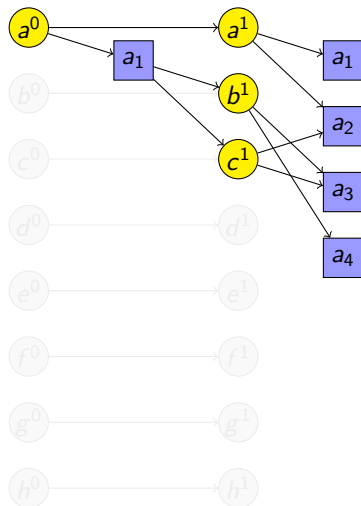 a⁰ a¹
a₁ a₁
b⁰ b¹
a₂
c⁰ c¹
a₃
d⁰ d¹
a₄
e⁰ e¹
f⁰ f¹
g⁰ g¹
h⁰ h¹